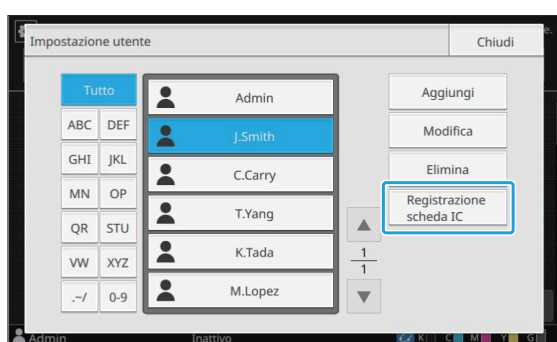 Impostazione utente
Chiudi
Tutto
ABC DEF
GHI JKL
MN OP
QR STU
VW XYZ
.~/ 0-9
Admin
J.Smith
C.Carry
T.Yang
K.Tada
M.Lopez
1
1
Aggiungi
Modifica
Elimina
Registrazione
scheda IC
Admin
Inattivo
K C M Y G